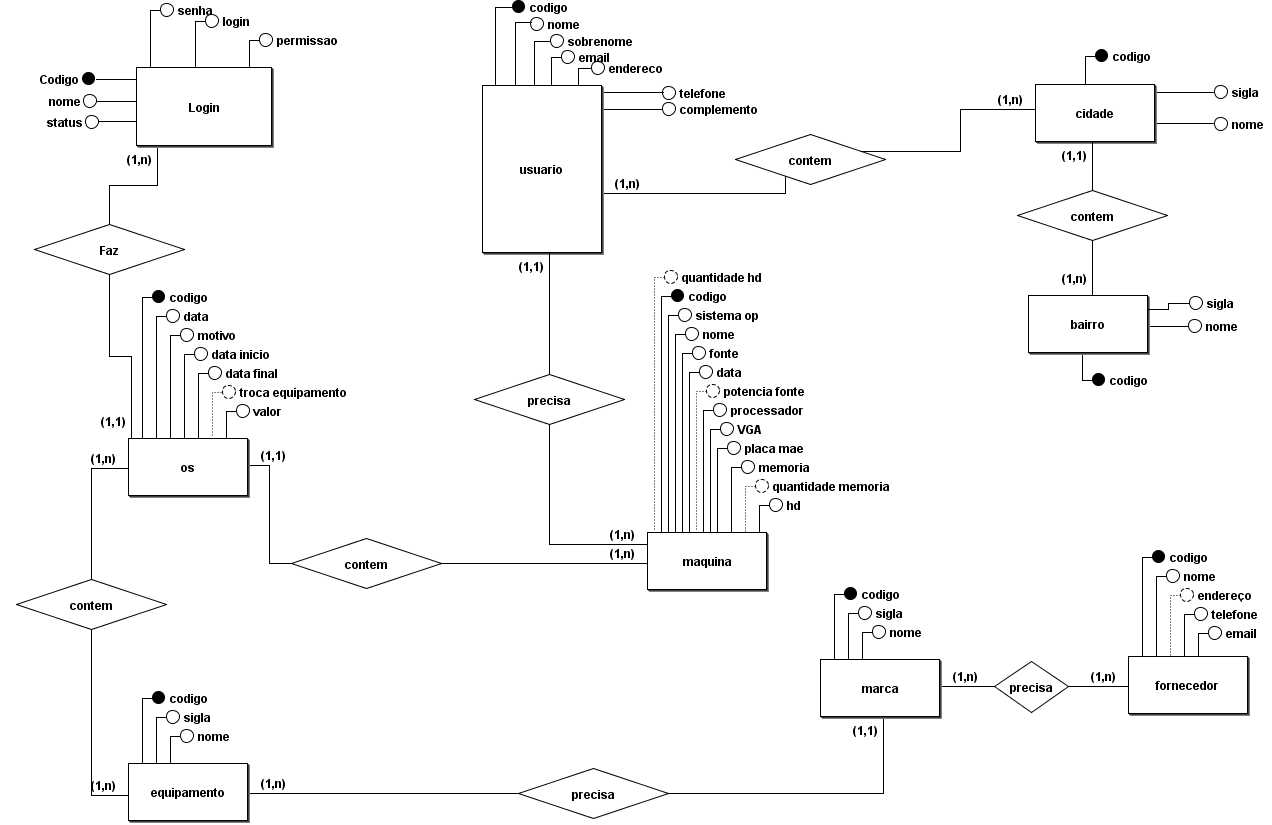 senha
login
permissao
Codigo
nome
status
Login
(1,n)
Faz
codigo
nome
sobrenome
email
endereco
telefone
complemento
usuario
(1,n)
(1,1)
contem
codigo
sigla
nome
(1,n)
cidade
(1,1)
contem
(1,n)
bairro
sigla
nome
codigo
precisa
codigo
data
motivo
data inicio
data final
troca equipamento
valor
(1,1)
(1,n)
os
(1,1)
quantidade hd
codigo
sistema op
nome
fonte
data
potencia fonte
processador
VGA
placa mae
memoria
quantidade memoria
hd
(1,n)
(1,n)
maquina
contem
contem
codigo
sigla
nome
(1,n)
equipamento
(1,n)
precisa
codigo
sigla
nome
marca
(1,n)
(1,1)
precisa
(1,n)
codigo
nome
endereço
telefone
email
fornecedor